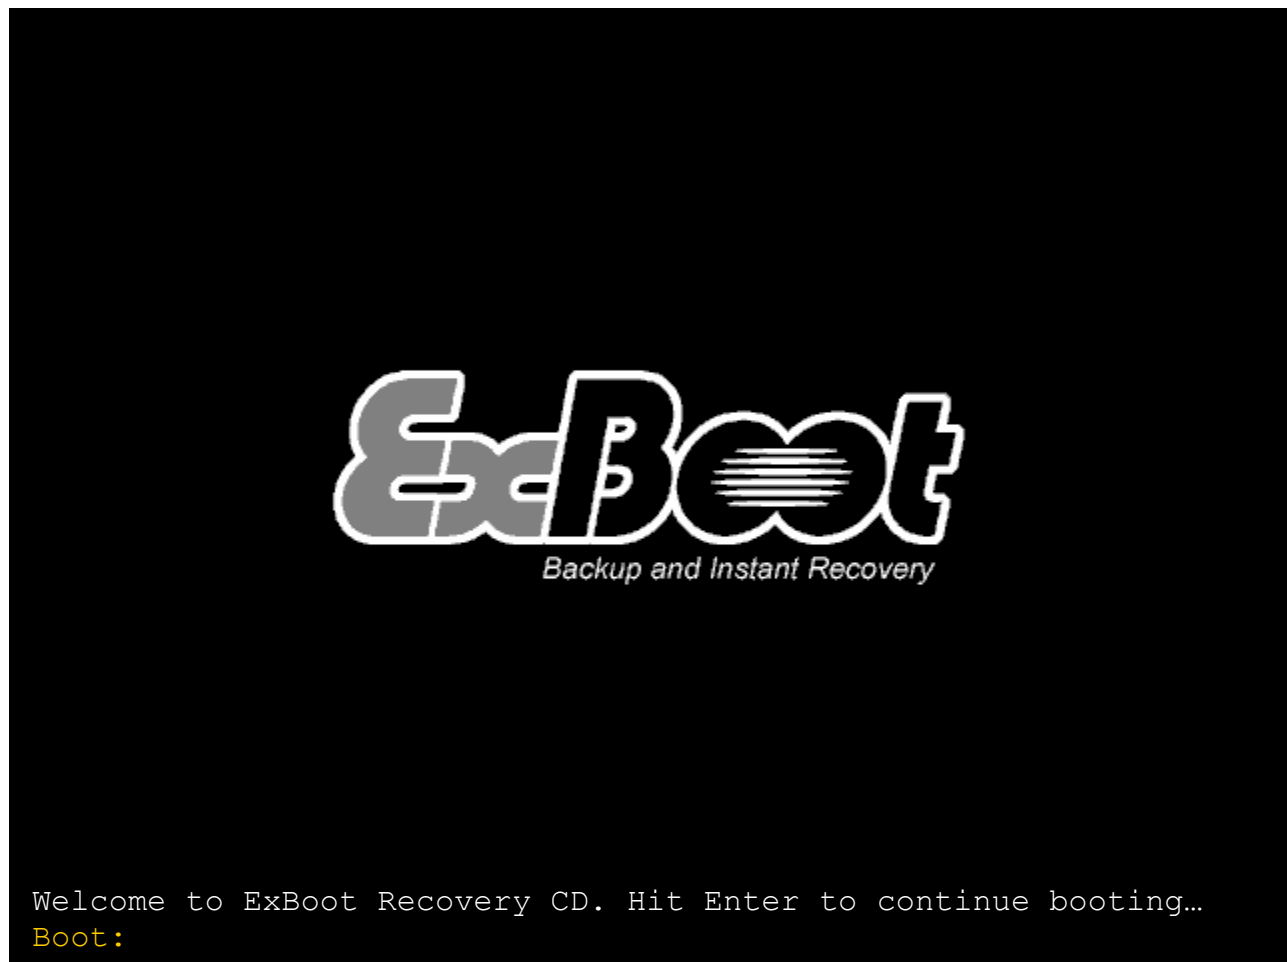 ExBoot
Backup and Instant Recovery
Welcome to ExBoot Recovery CD. Hit Enter to continue booting…
Boot: